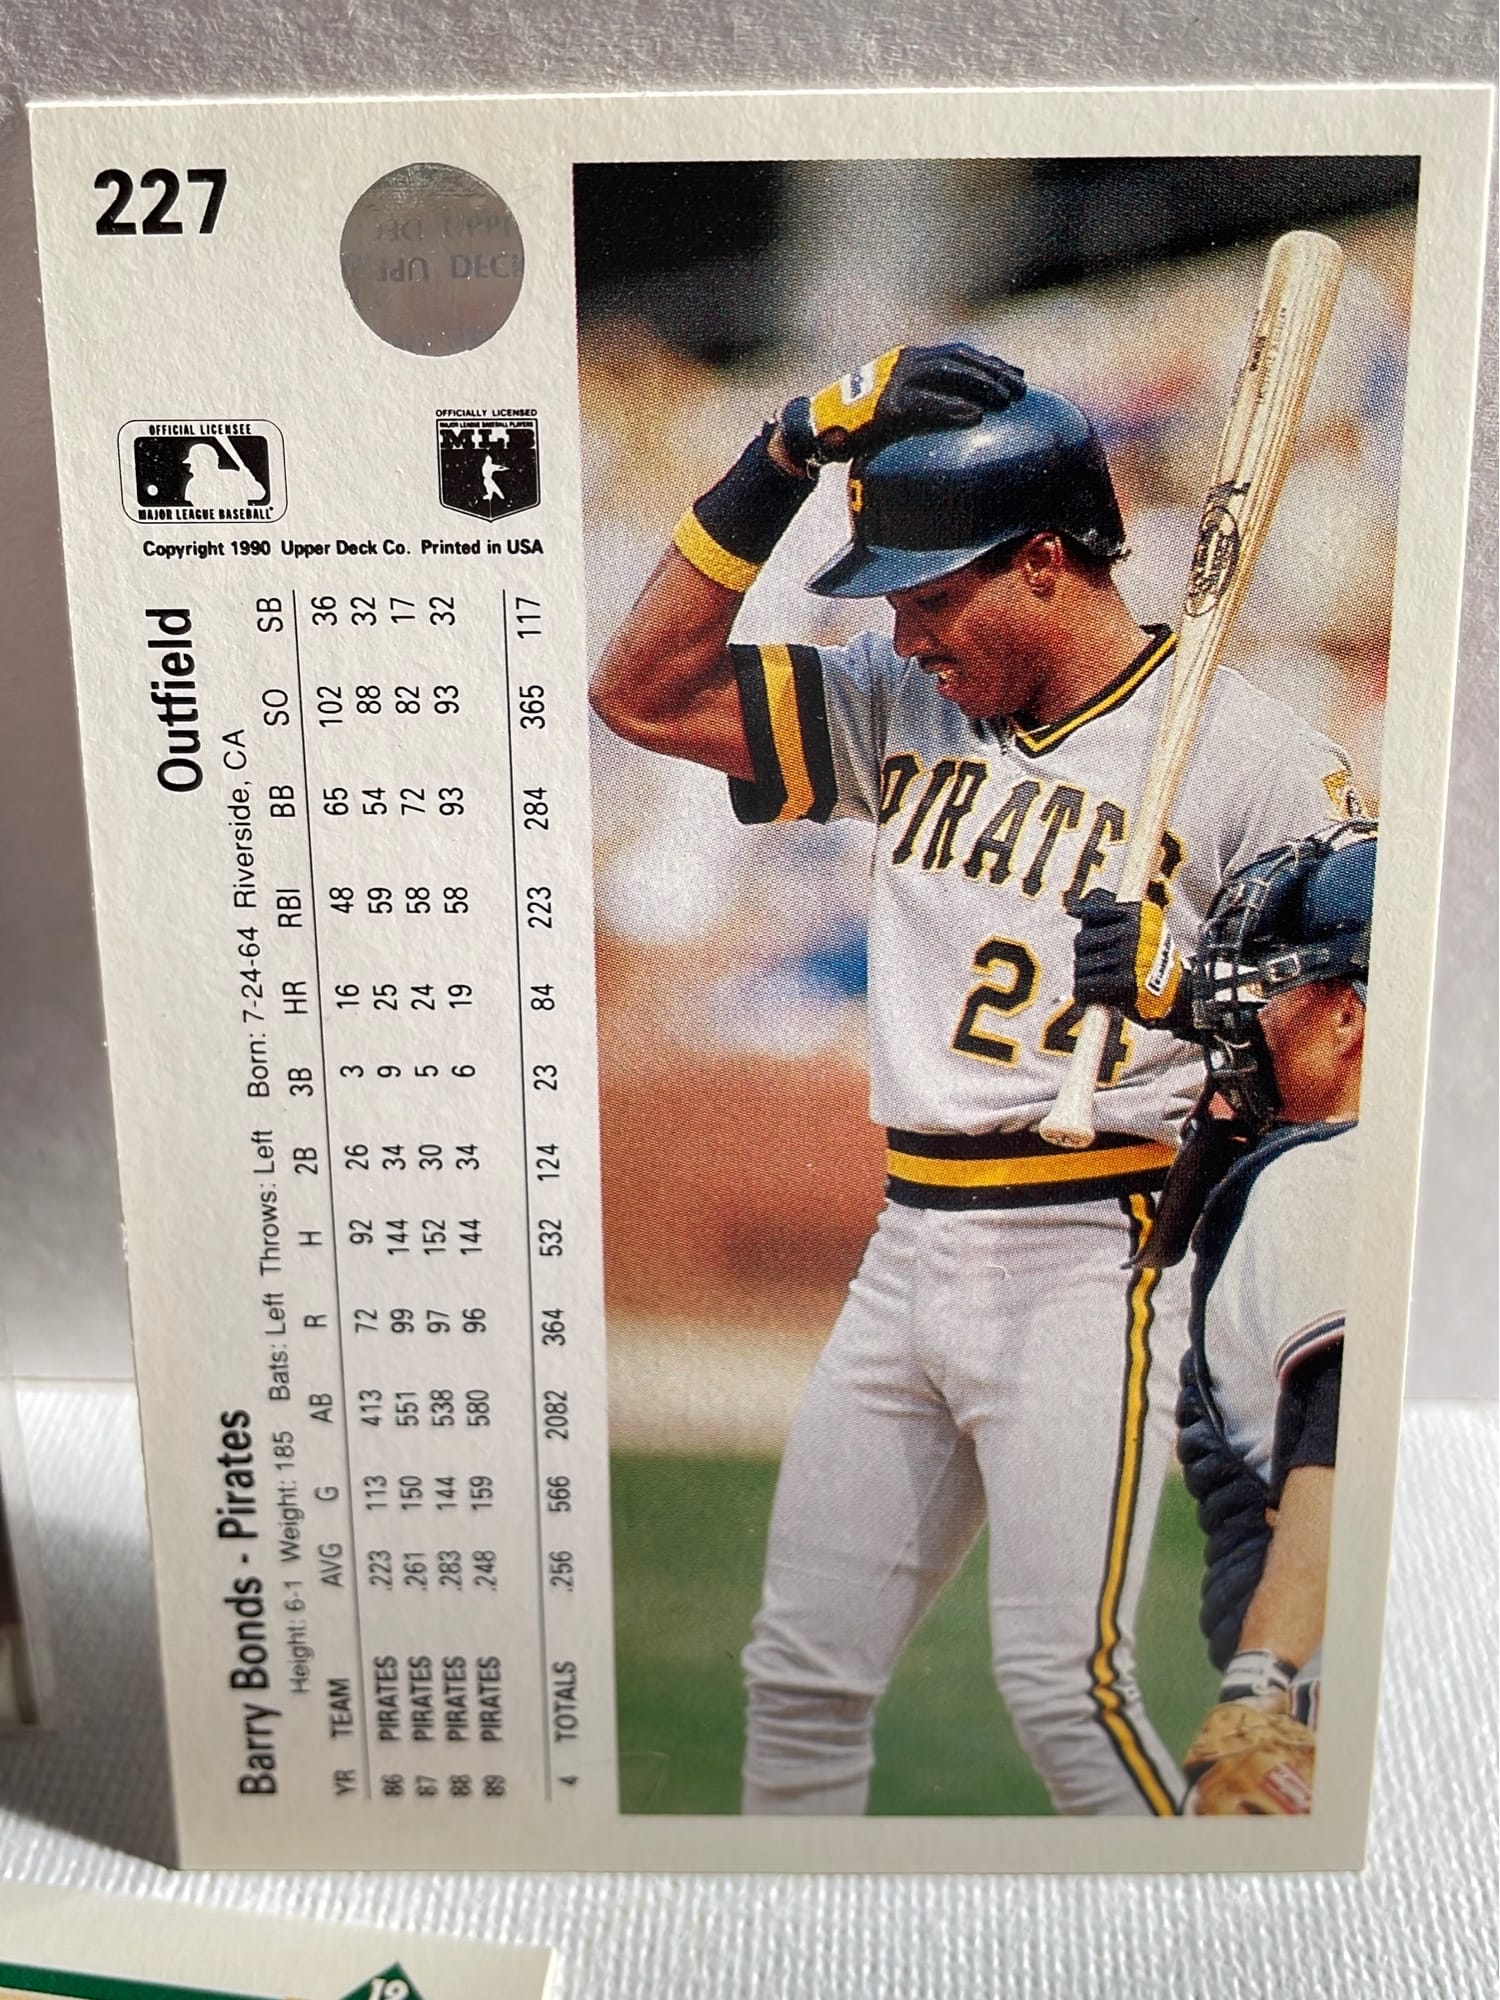 227
UPPER DECK
OFFICIAL LICENSEE
MAJOR LEAGUE BASEBALL
OFFICIALLY LICENSED
MAJOR LEAGUE BASEBALL PLAYERS
MLB
Copyright 1990 Upper Deck Co. Printed in USA
Barry Bonds - Pirates Outfield
Height: 6-1 Weight: 185 Bats: Left Throws: Left Born: 7-24-64 Riverside, CA
YR TEAM AVG G AB R H 2B 3B HR RBI BB SO SB
86 PIRATES .223 113 413 72 92 26 3 16 48 65 102 36
87 PIRATES .261 150 551 99 144 34 9 25 59 54 88 32
88 PIRATES .283 144 538 97 152 30 5 24 58 72 82 17
89 PIRATES .248 159 580 96 144 34 6 19 58 93 93 32
4 TOTALS .256 566 2082 364 532 124 23 84 223 284 365 117
PIRATES
24
Franklin
19